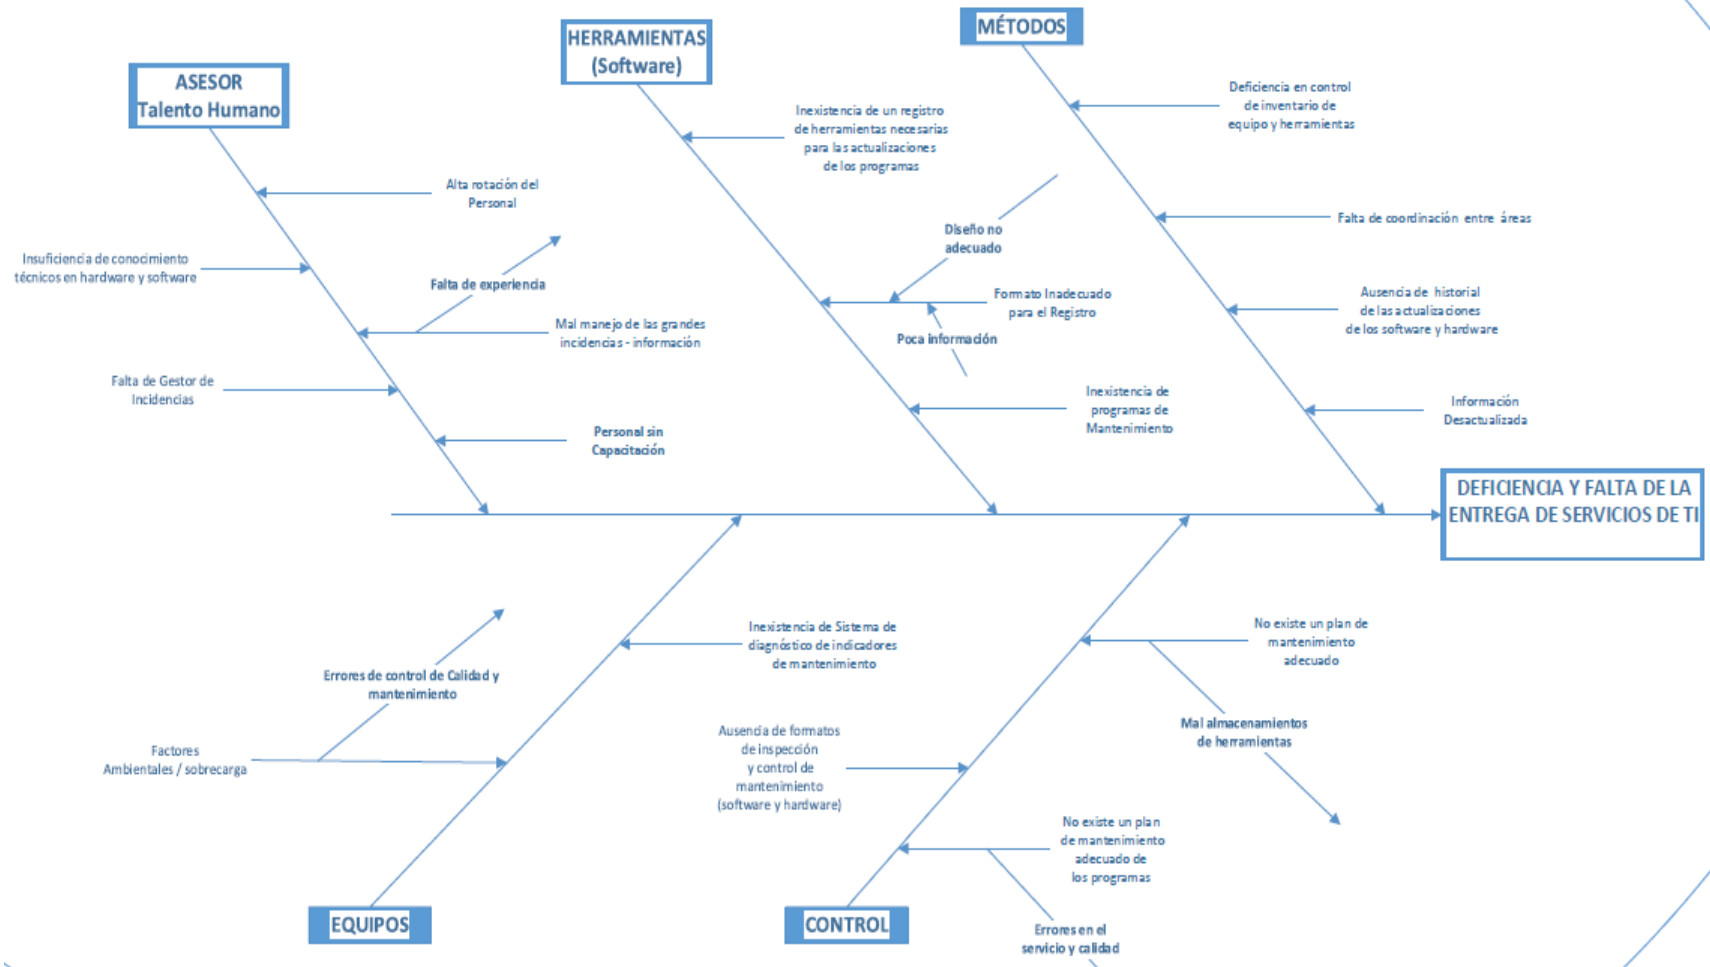 ASESOR
Talento Humano
HERRAMIENTAS
(Software)
MÉTODOS
Alta rotación del
Personal
Insuficiencia de conocimiento
técnicos en hardware y software
Falta de experiencia
Mal manejo de las grandes
incidencias - información
Falta de Gestor de
Incidencias
Personal sin
Capacitación
Inexistencia de un registro
de herramientas necesarias
para las actualizaciones
de los programas
Diseño no
adecuado
Formato Inadecuado
para el Registro
Poca información
Inexistencia de
programas de
Mantenimiento
Deficiencia en control
de inventario de
equipo y herramientas
Falta de coordinación entre áreas
Ausencia de historial
de las actualizaciones
de los software y hardware
Información
Desactualizada
DEFICIENCIA Y FALTA DE LA
ENTREGA DE SERVICIOS DE TI
Errores de control de Calidad y
mantenimiento
Factores
Ambientales / sobrecarga
Inexistencia de Sistema de
diagnóstico de indicadores
de mantenimiento
EQUIPOS
Ausencia de formatos
de inspección
y control de
mantenimiento
(software y hardware)
No existe un plan de
mantenimiento
adecuado
Mal almacenamientos
de herramientas
No existe un plan
de mantenimiento
adecuado de
los programas
Errores en el
servicio y calidad
CONTROL